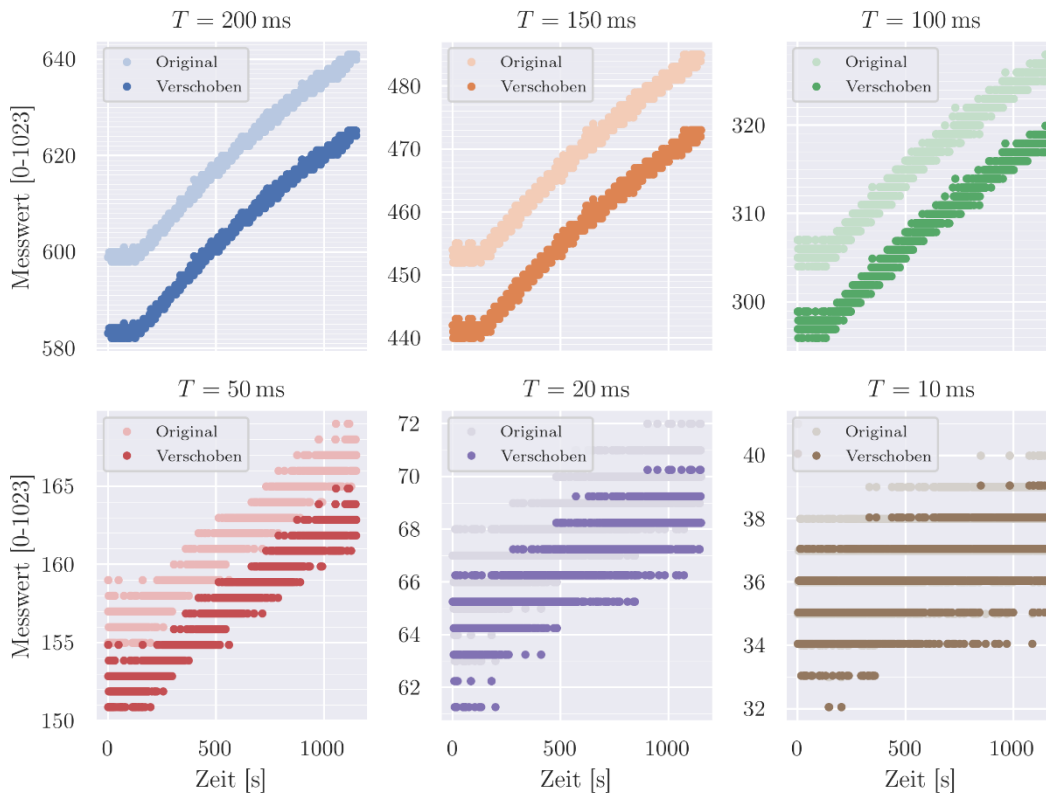 T = 200 ms
T = 150 ms
T = 100 ms
Messwert [0-1023]
640
620
600
580
Original
Verschoben
480
470
460
450
440
Original
Verschoben
320
310
300
Original
Verschoben
T = 50 ms
T = 20 ms
T = 10 ms
Messwert [0-1023]
165
160
155
150
Original
Verschoben
72
70
68
66
64
62
Original
Verschoben
40
38
36
34
32
Original
Verschoben
0 500 1000
0 500 1000
0 500 1000
Zeit [s]
Zeit [s]
Zeit [s]